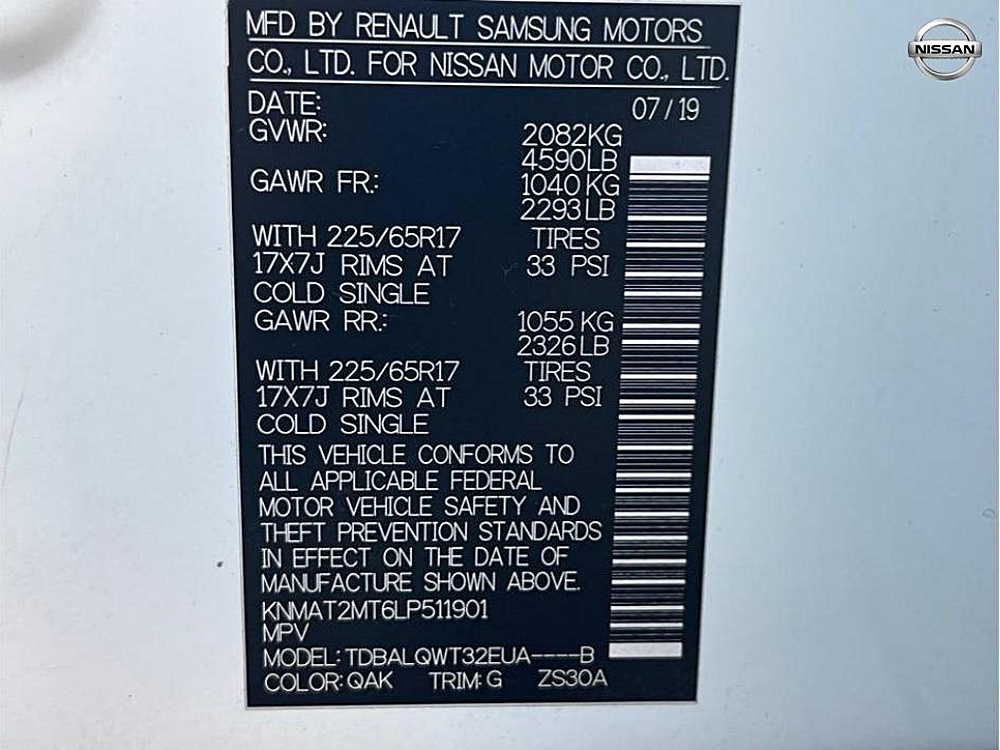 MFD BY RENAULT SAMSUNG MOTORS
CO., LTD. FOR NISSAN MOTOR CO., LTD.
DATE: 07/19
GVWR: 2082KG
4590LB
GAWR FR.: 1040 KG
2293LB
WITH 225/65R17 TIRES
17X7J RIMS AT 33 PSI
COLD SINGLE
GAWR RR.: 1055 KG
2326LB
WITH 225/65R17 TIRES
17X7J RIMS AT 33 PSI
COLD SINGLE
THIS VEHICLE CONFORMS TO
ALL APPLICABLE FEDERAL
MOTOR VEHICLE SAFETY AND
THEFT PREVENTION STANDARDS
IN EFFECT ON THE DATE OF
MANUFACTURE SHOWN ABOVE.
KNMAT2MT6LP511901
MPV
MODEL: TDBALQWT32EUA----B
COLOR: QAK TRIM: G ZS30A
NISSAN